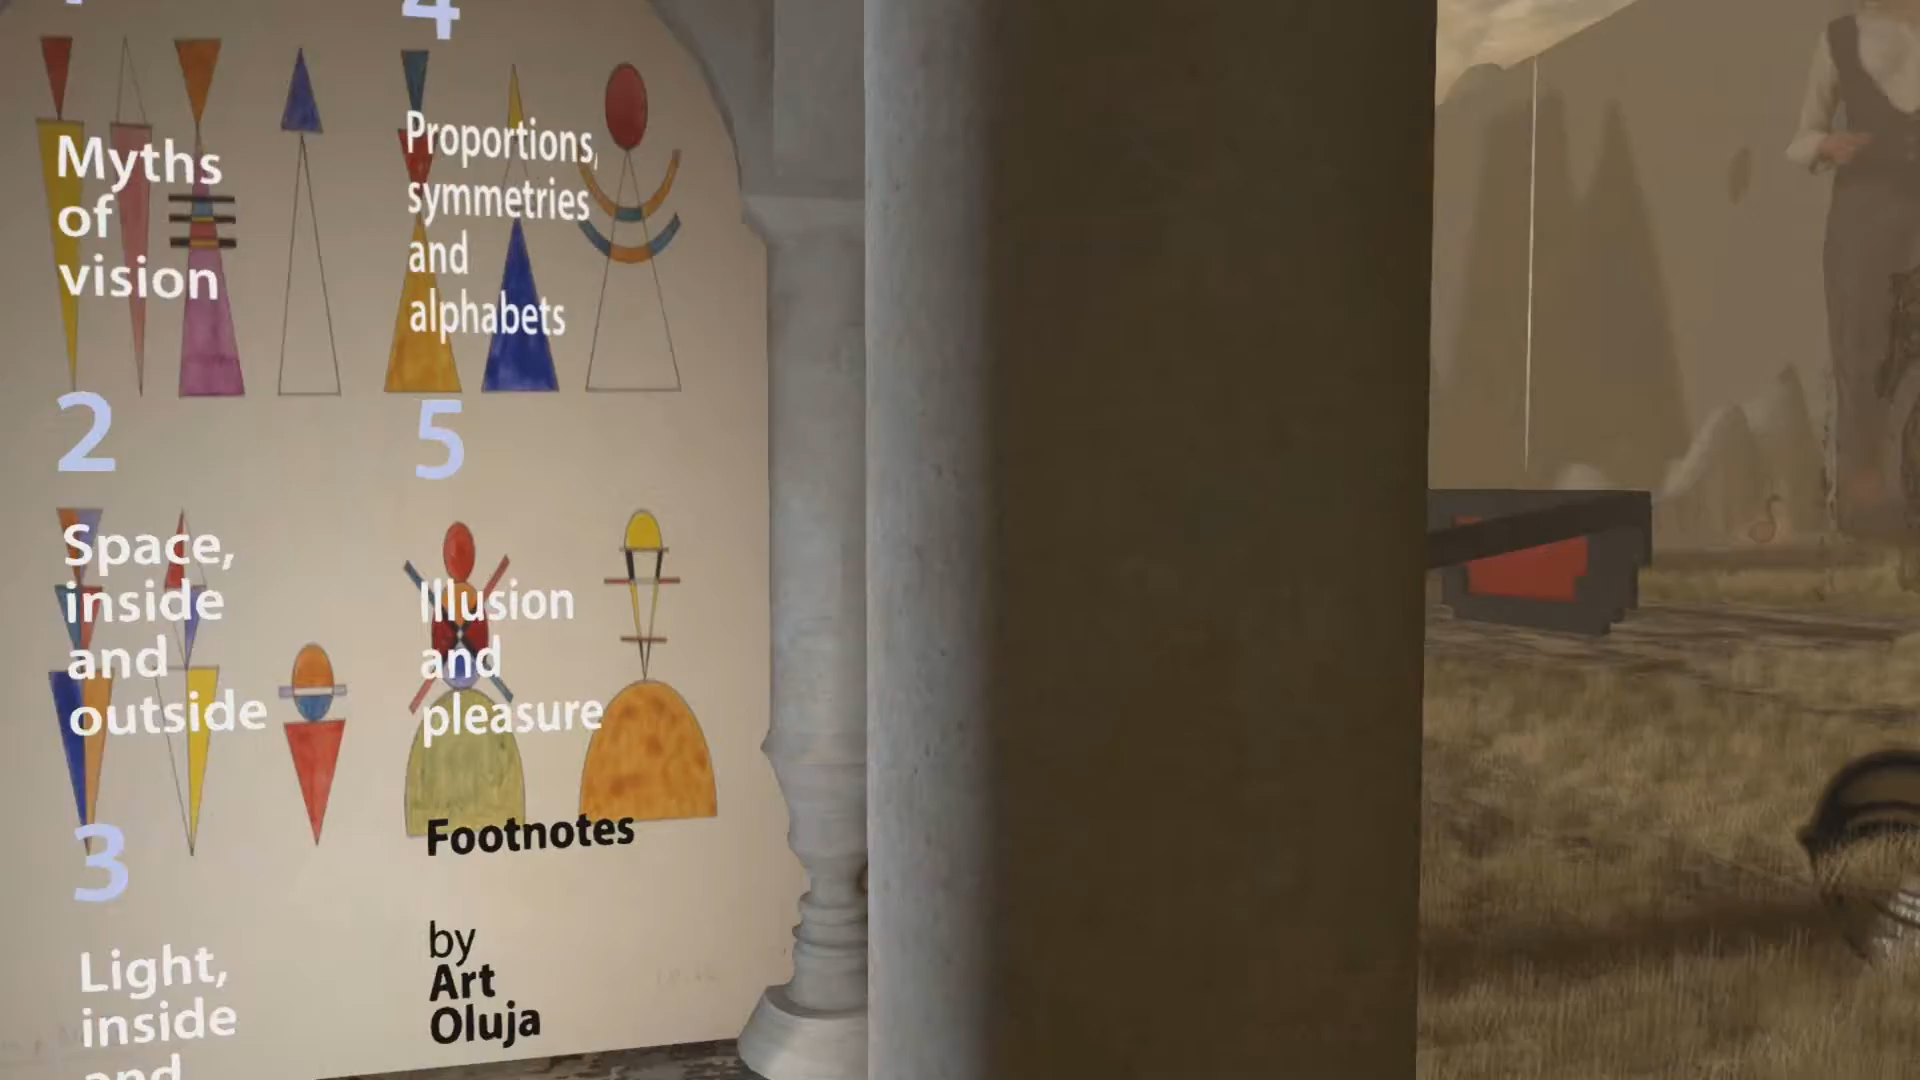 Myths
of
vision
2
Space,
inside
and
outside
3
Light,
inside
and
4
Proportions,
symmetries
and
alphabets
5
Illusion
and
pleasure
Footnotes
by
Art
Oluja